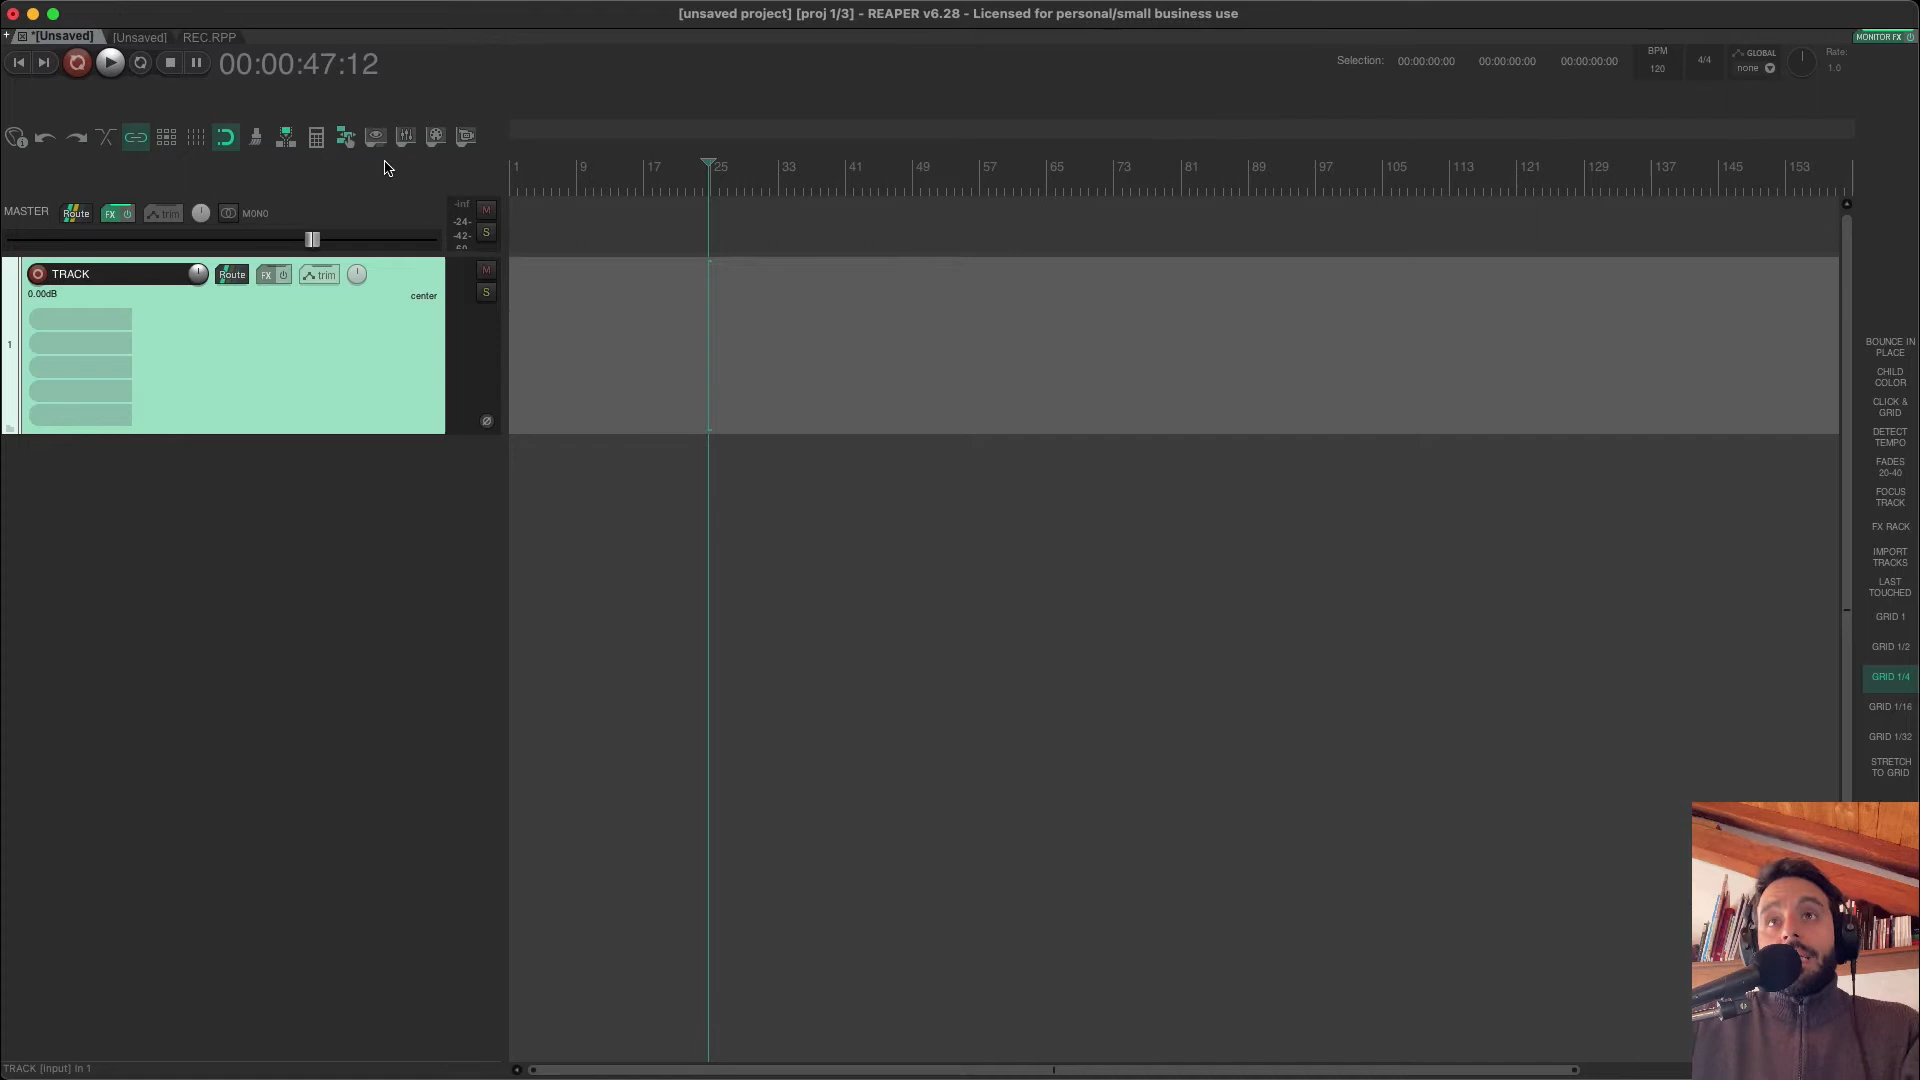 [unsaved project] [proj 1/3] - REAPER v6.28 - Licensed for personal/small business use
+ *[Unsaved] [Unsaved] REC.RPP
MONITOR FX
00:00:47:12
Selection: 00:00:00:00 00:00:00:00 00:00:00:00
BPM
120
4/4
GLOBAL
none
Rate:
1.0
1 9 17 25 33 41 49 57 65 73 81 89 97 105 113 121 129 137 145 153
MASTER Route FX trim MONO
-inf
-24-
-42-
-60-
M
S
TRACK Route FX trim
0.00dB
center
M
S
1
BOUNCE IN
PLACE
CHILD
COLOR
CLICK &
GRID
DETECT
TEMPO
FADES
20-40
FOCUS
TRACK
FX RACK
IMPORT
TRACKS
LAST
TOUCHED
GRID 1
GRID 1/2
GRID 1/4
GRID 1/16
GRID 1/32
STRETCH
TO GRID
TRACK [input] In 1